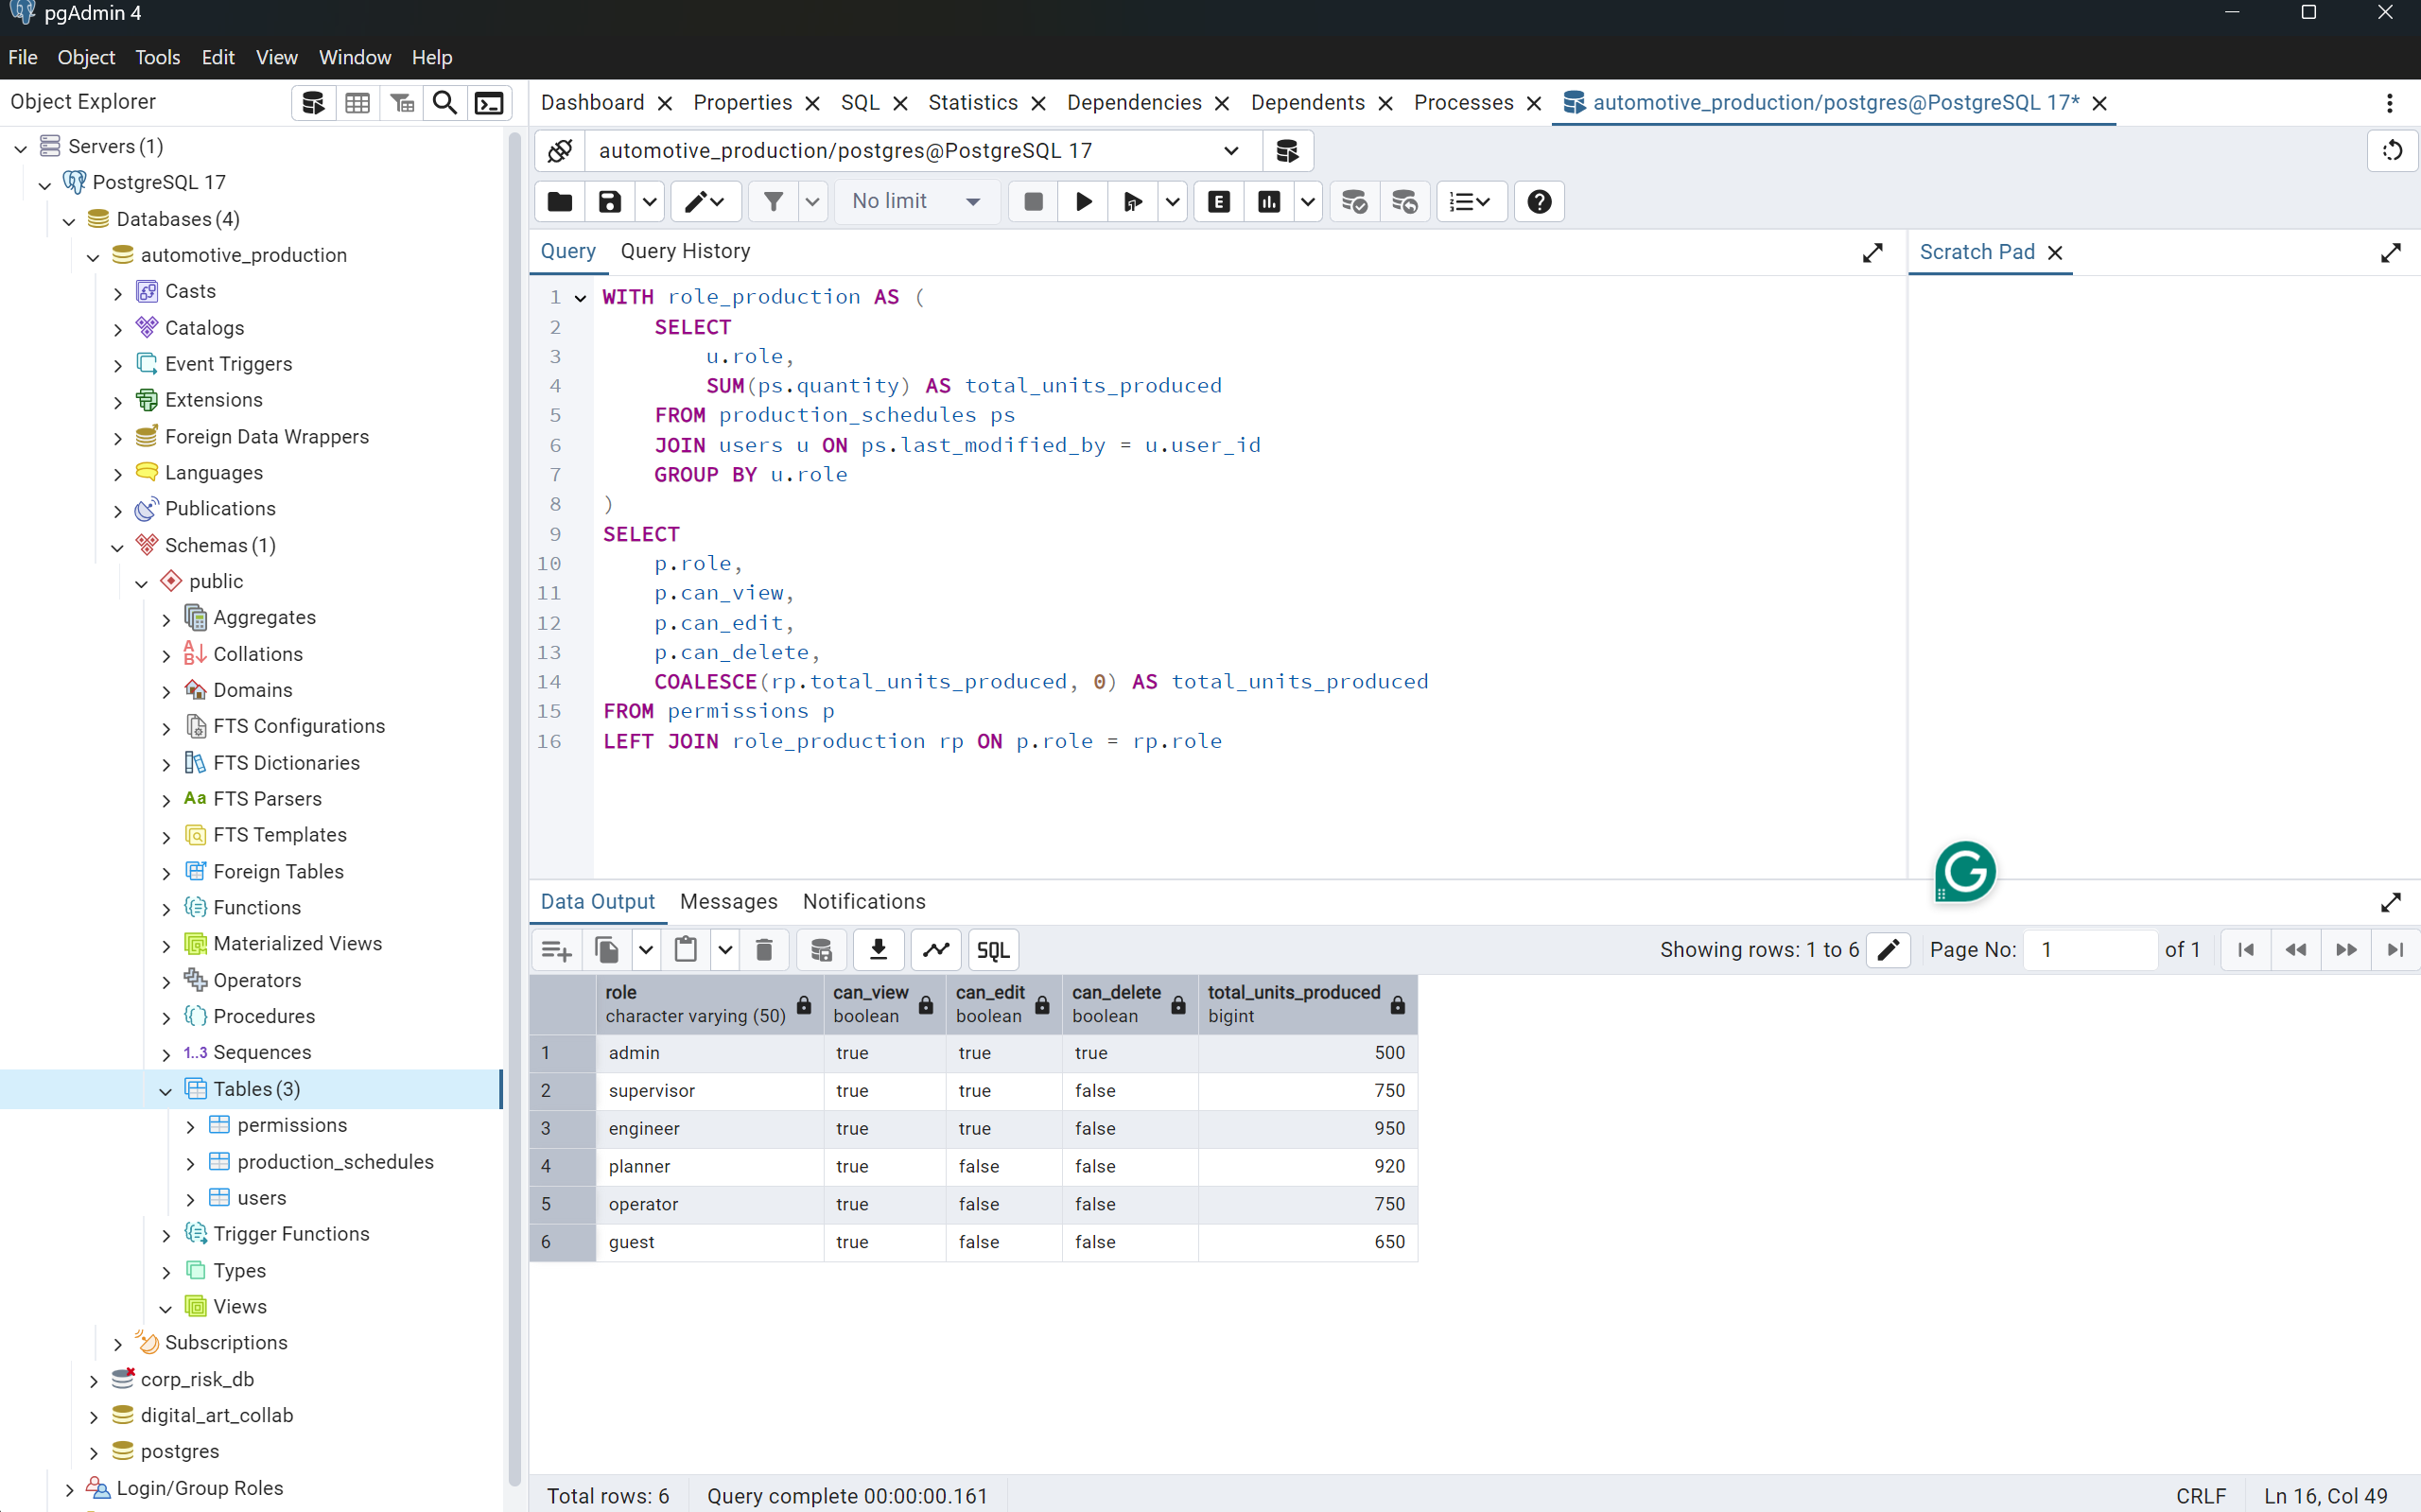 pgAdmin 4
File Object Tools Edit View Window Help
Object Explorer
Servers (1)
PostgreSQL 17
Databases (4)
automotive_production
Casts
Catalogs
Event Triggers
Extensions
Foreign Data Wrappers
Languages
Publications
Schemas (1)
public
Aggregates
Collations
Domains
FTS Configurations
FTS Dictionaries
Aa FTS Parsers
FTS Templates
Foreign Tables
Functions
Materialized Views
Operators
Procedures
1..3 Sequences
Tables (3)
permissions
production_schedules
users
Trigger Functions
Types
Views
Subscriptions
corp_risk_db
digital_art_collab
postgres
Login/Group Roles
Dashboard Properties SQL Statistics Dependencies Dependents Processes automotive_production/postgres@PostgreSQL 17*
automotive_production/postgres@PostgreSQL 17
No limit E
Query Query History
Scratch Pad
1 WITH role_production AS (
2 SELECT
3 u.role,
4 SUM(ps.quantity) AS total_units_produced
5 FROM production_schedules ps
6 JOIN users u ON ps.last_modified_by = u.user_id
7 GROUP BY u.role
8 )
9 SELECT
10 p.role,
11 p.can_view,
12 p.can_edit,
13 p.can_delete,
14 COALESCE(rp.total_units_produced, 0) AS total_units_produced
15 FROM permissions p
16 LEFT JOIN role_production rp ON p.role = rp.role
G
Data Output Messages Notifications
SQL Showing rows: 1 to 6 Page No: 1 of 1
role can_view can_edit can_delete total_units_produced
character varying (50) boolean boolean boolean bigint
1 admin true true true 500
2 supervisor true true false 750
3 engineer true true false 950
4 planner true false false 920
5 operator true false false 750
6 guest true false false 650
Total rows: 6 Query complete 00:00:00.161 CRLF Ln 16, Col 49